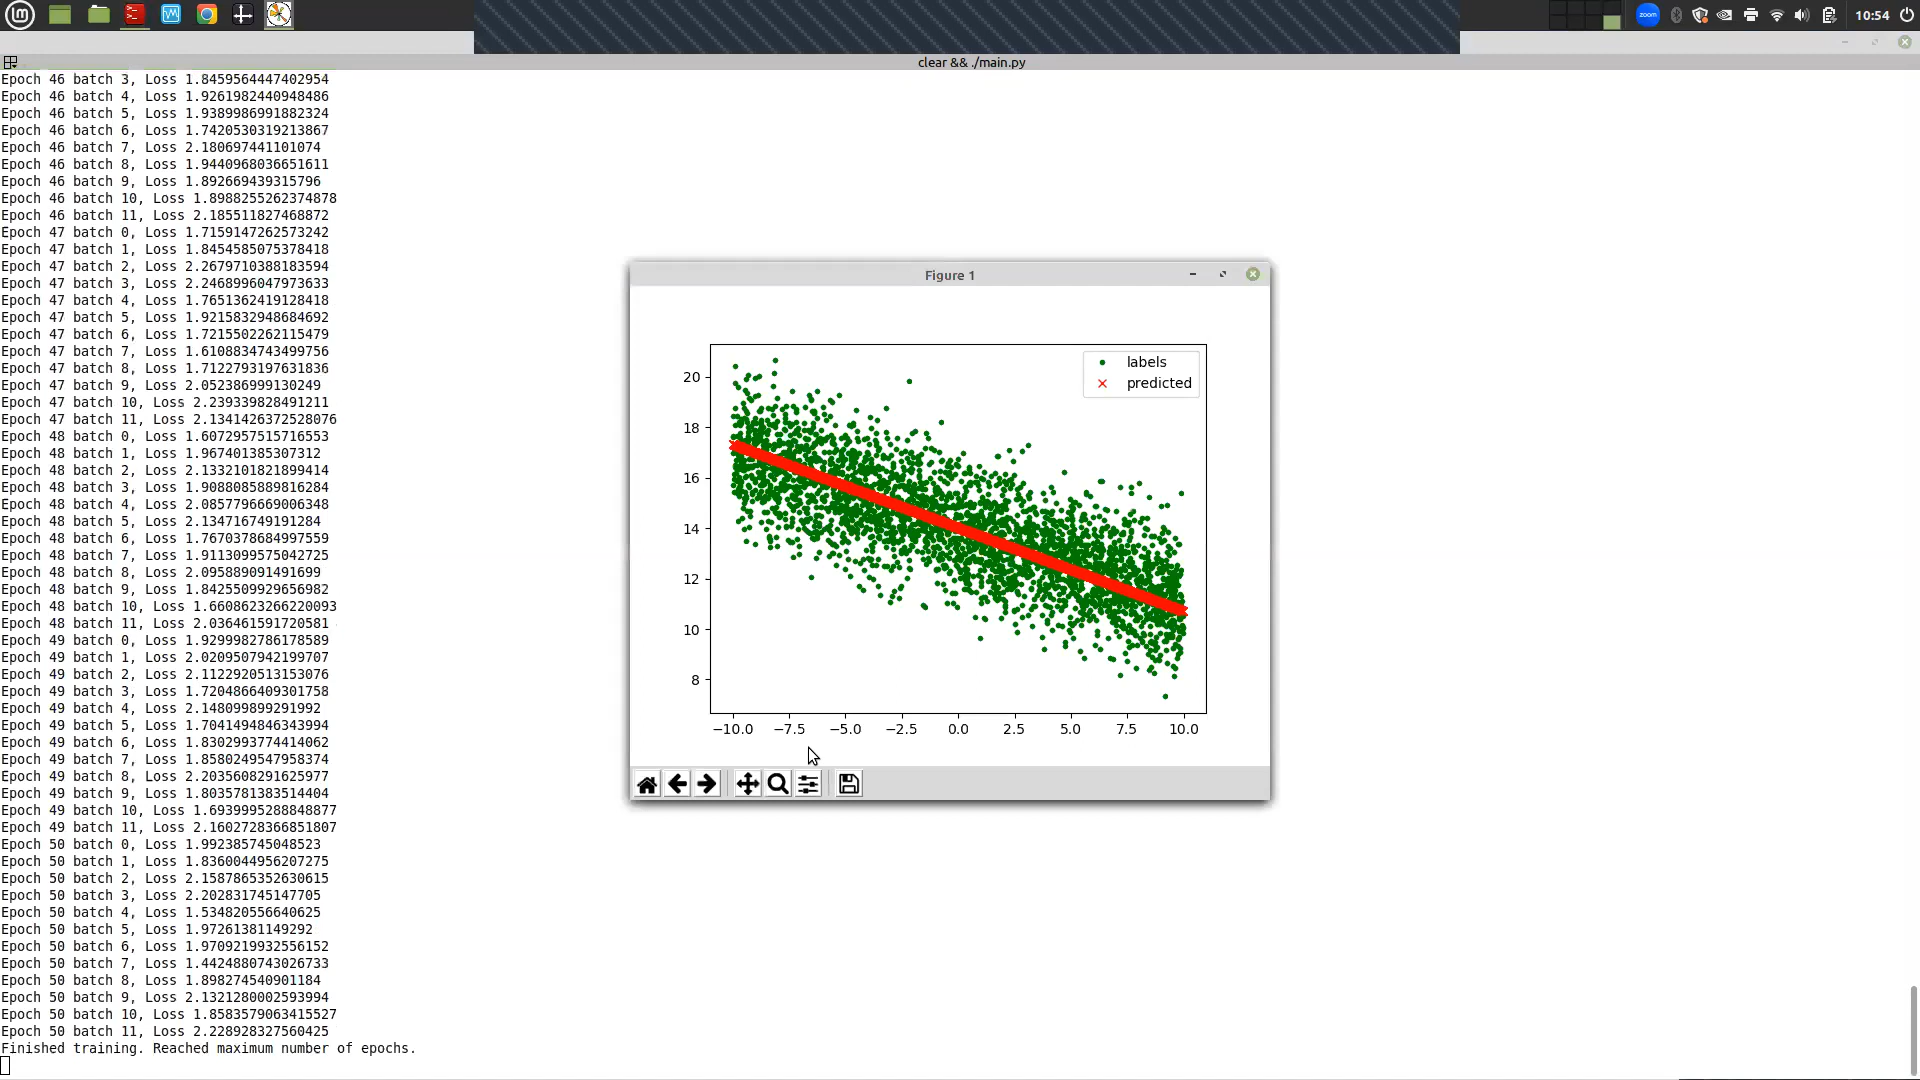 zoom
10:54
clear && ./main.py
Epoch 46 batch 3, Loss 1.8459564447402954
Epoch 46 batch 4, Loss 1.9261982440948486
Epoch 46 batch 5, Loss 1.9389986991882324
Epoch 46 batch 6, Loss 1.7420530319213867
Epoch 46 batch 7, Loss 2.180697441101074
Epoch 46 batch 8, Loss 1.9440968036651611
Epoch 46 batch 9, Loss 1.892669439315796
Epoch 46 batch 10, Loss 1.8988255262374878
Epoch 46 batch 11, Loss 2.185511827468872
Epoch 47 batch 0, Loss 1.7159147262573242
Epoch 47 batch 1, Loss 1.8454585075378418
Epoch 47 batch 2, Loss 2.2679710388183594
Epoch 47 batch 3, Loss 2.2468996047973633
Epoch 47 batch 4, Loss 1.7651362419128418
Epoch 47 batch 5, Loss 1.9215832948684692
Epoch 47 batch 6, Loss 1.7215502262115479
Epoch 47 batch 7, Loss 1.6108834743499756
Epoch 47 batch 8, Loss 1.7122793197631836
Epoch 47 batch 9, Loss 2.052386999130249
Epoch 47 batch 10, Loss 2.239339828491211
Epoch 47 batch 11, Loss 2.1341426372528076
Epoch 48 batch 0, Loss 1.6072957515716553
Epoch 48 batch 1, Loss 1.967401385307312
Epoch 48 batch 2, Loss 2.1332101821899414
Epoch 48 batch 3, Loss 1.9088085889816284
Epoch 48 batch 4, Loss 2.0857796669006348
Epoch 48 batch 5, Loss 2.134716749191284
Epoch 48 batch 6, Loss 1.7670378684997559
Epoch 48 batch 7, Loss 1.9113099575042725
Epoch 48 batch 8, Loss 2.095889091491699
Epoch 48 batch 9, Loss 1.8425509929656982
Epoch 48 batch 10, Loss 1.6608623266220093
Epoch 48 batch 11, Loss 2.036461591720581
Epoch 49 batch 0, Loss 1.9299982786178589
Epoch 49 batch 1, Loss 2.0209507942199707
Epoch 49 batch 2, Loss 2.1122920513153076
Epoch 49 batch 3, Loss 1.7204866409301758
Epoch 49 batch 4, Loss 2.148099899291992
Epoch 49 batch 5, Loss 1.7041494846343994
Epoch 49 batch 6, Loss 1.8302993774414062
Epoch 49 batch 7, Loss 1.8580249547958374
Epoch 49 batch 8, Loss 2.2035608291625977
Epoch 49 batch 9, Loss 1.8035781383514404
Epoch 49 batch 10, Loss 1.6939995288848877
Epoch 49 batch 11, Loss 2.1602728366851807
Epoch 50 batch 0, Loss 1.992385745048523
Epoch 50 batch 1, Loss 1.8360044956207275
Epoch 50 batch 2, Loss 2.1587865352630615
Epoch 50 batch 3, Loss 2.202831745147705
Epoch 50 batch 4, Loss 1.534820556640625
Epoch 50 batch 5, Loss 1.97261381149292
Epoch 50 batch 6, Loss 1.9709219932556152
Epoch 50 batch 7, Loss 1.4424880743026733
Epoch 50 batch 8, Loss 1.898274540901184
Epoch 50 batch 9, Loss 2.1321280002593994
Epoch 50 batch 10, Loss 1.8583579063415527
Epoch 50 batch 11, Loss 2.228928327560425
Finished training. Reached maximum number of epochs.
Figure 1
labels
predicted
20
18
16
14
12
10
8
−10.0 −7.5 −5.0 −2.5 0.0 2.5 5.0 7.5 10.0